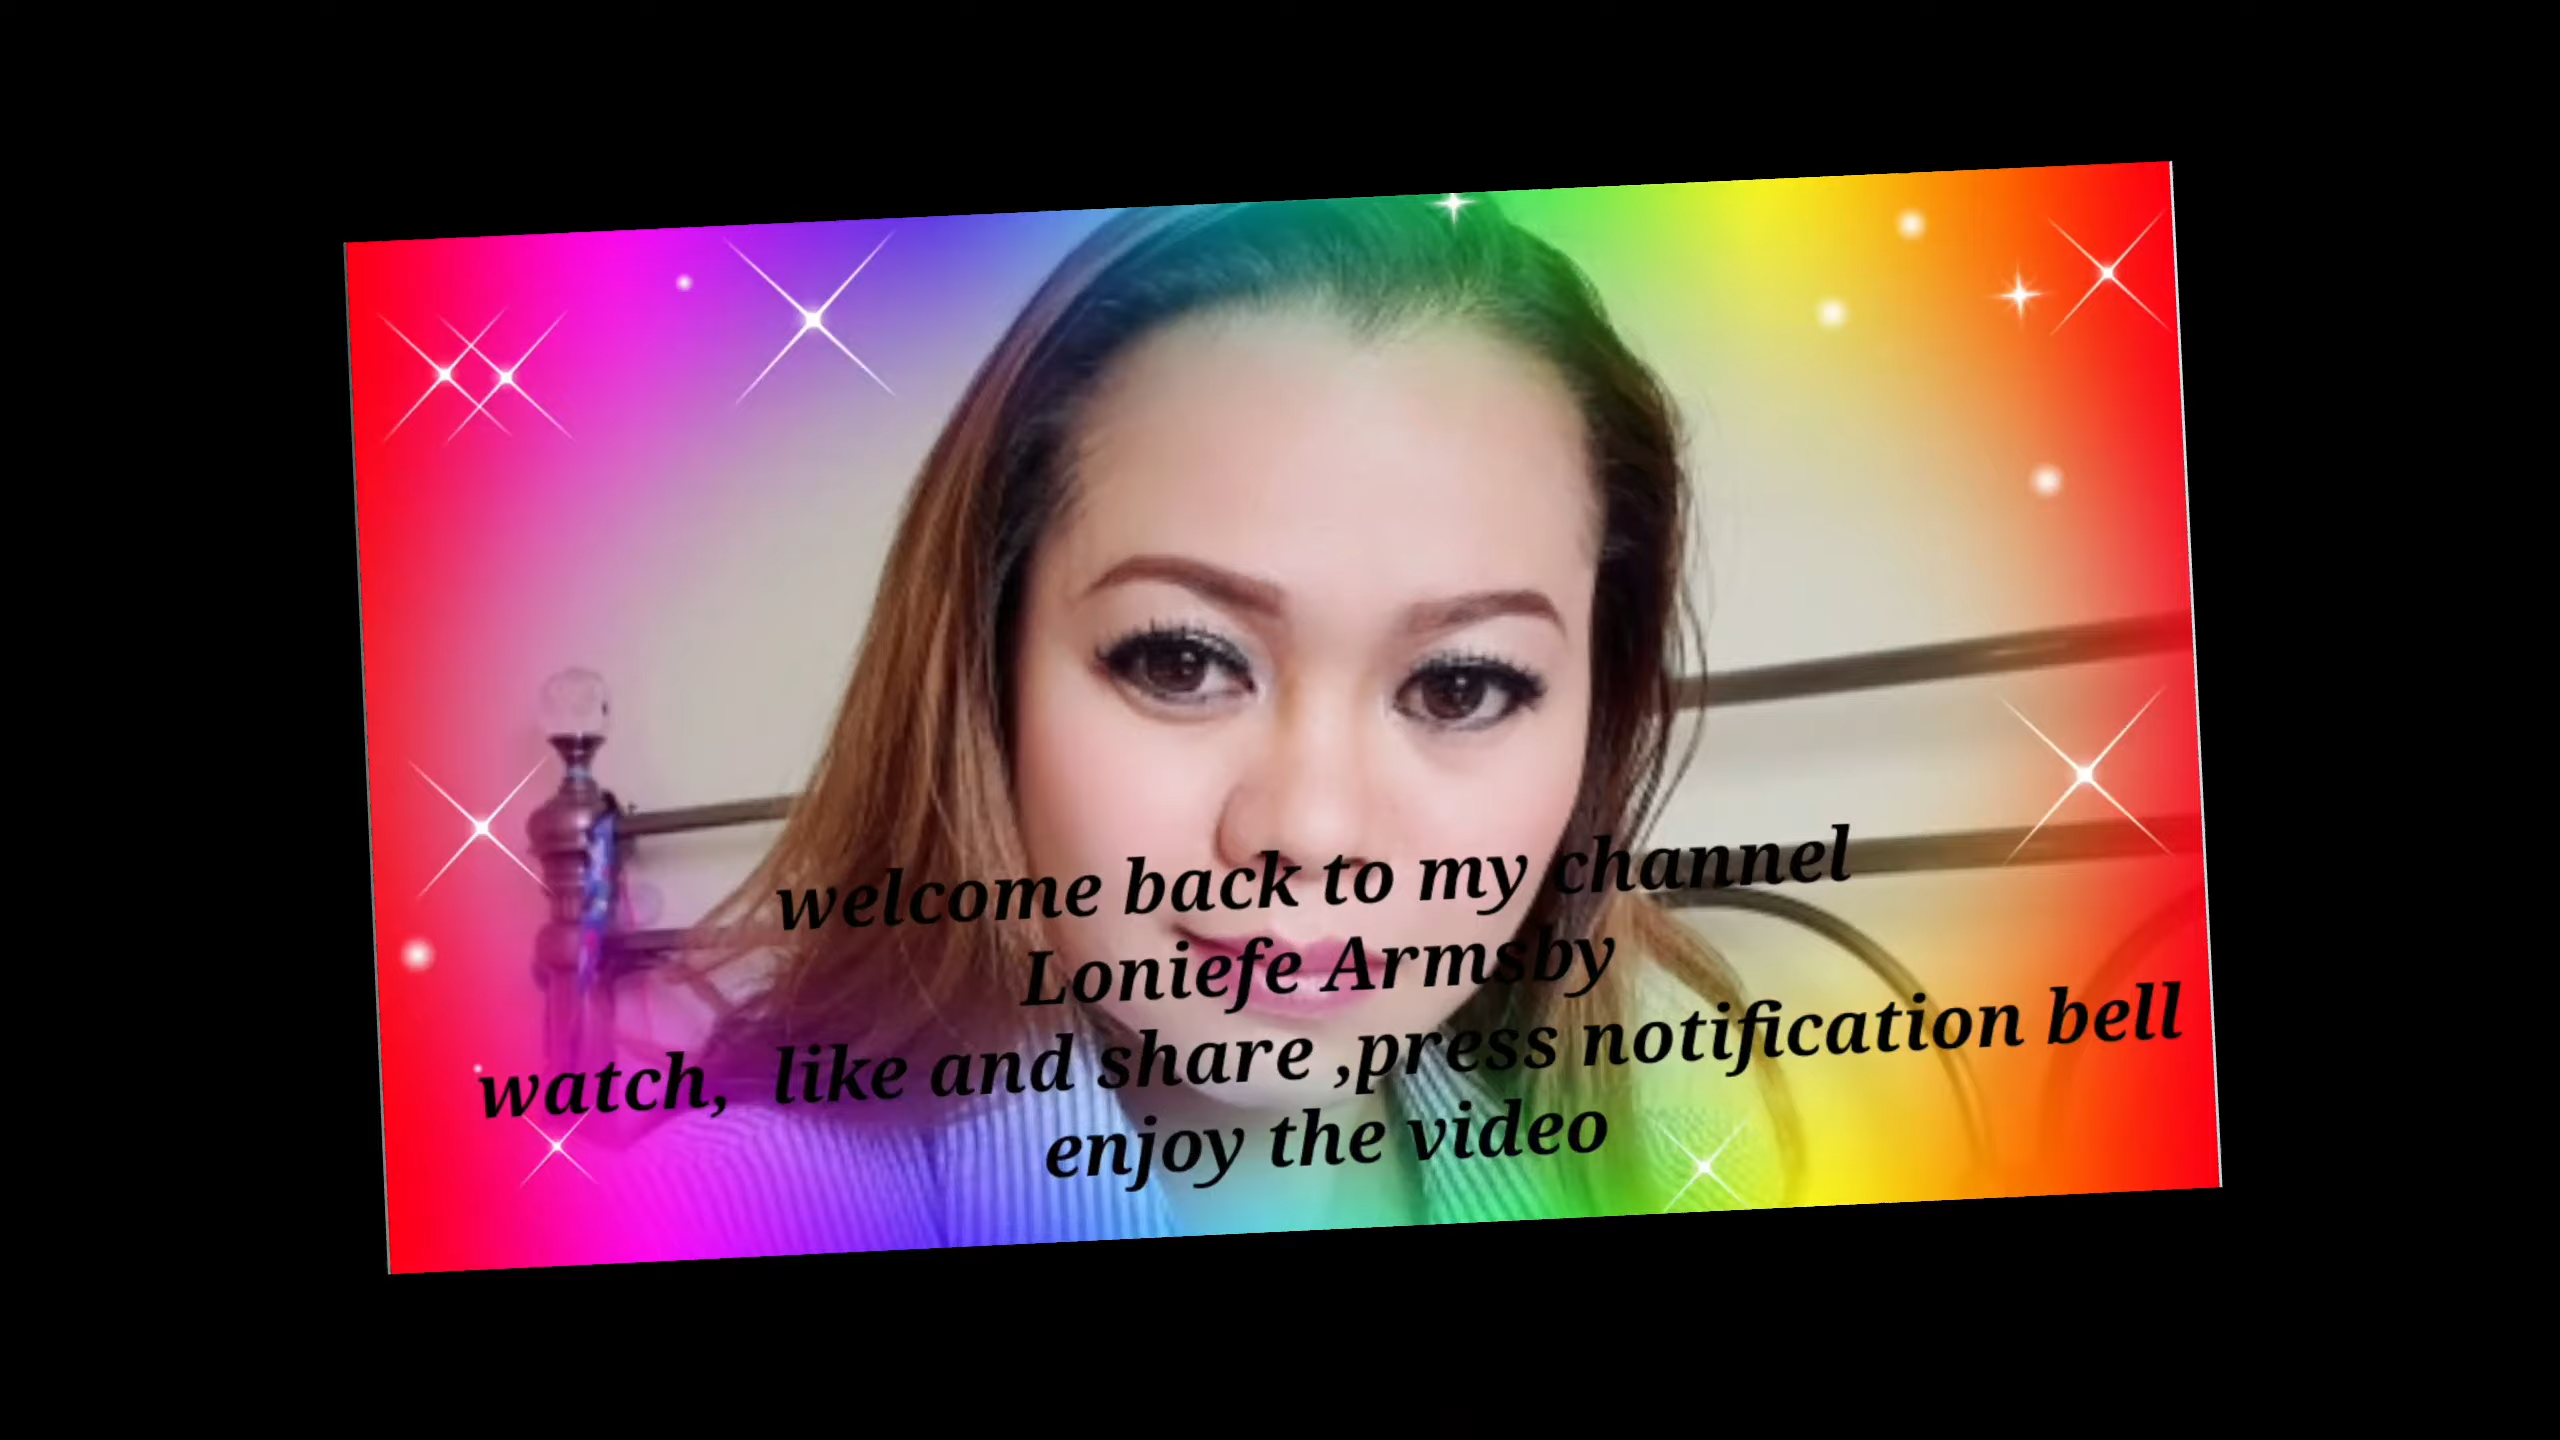 welcome back to my channel
Loniefe Armsby
watch,  like and share ,press notification bell
enjoy the video